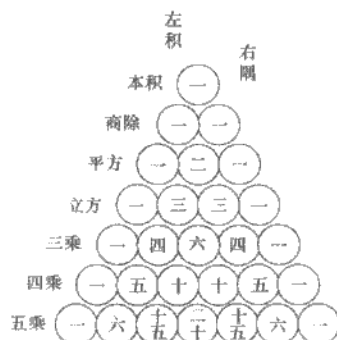 左积
右隅
本积 一
商除 一 一
平方 一 二 一
立方 一 三 三 一
三乘 一 四 六 四 一
四乘 一 五 十 十 五 一
五乘 一 六 十五 二十 十五 六 一